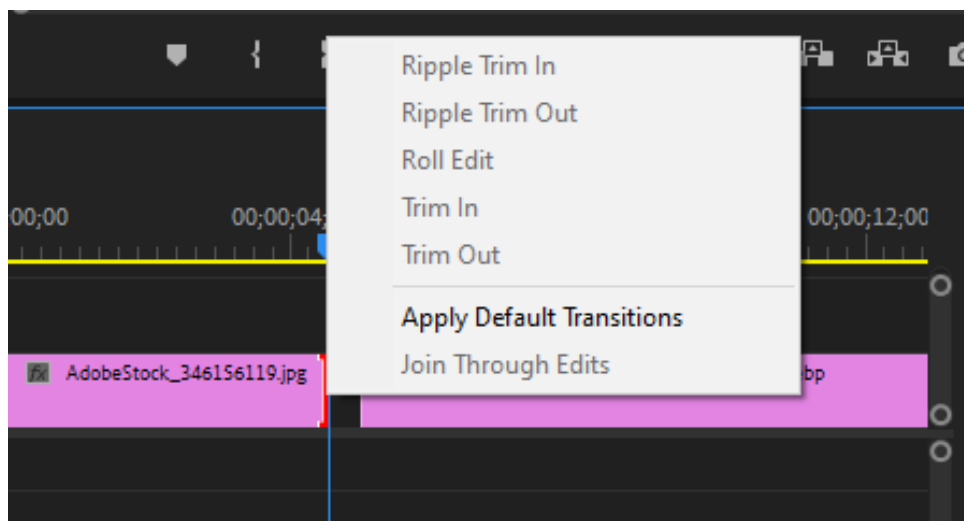 Ripple Trim In
Ripple Trim Out
Roll Edit
Trim In
Trim Out
Apply Default Transitions
Join Through Edits
00;00
00;00;04;
00;00;12;00
fx AdobeStock_346156119.jpg
bp